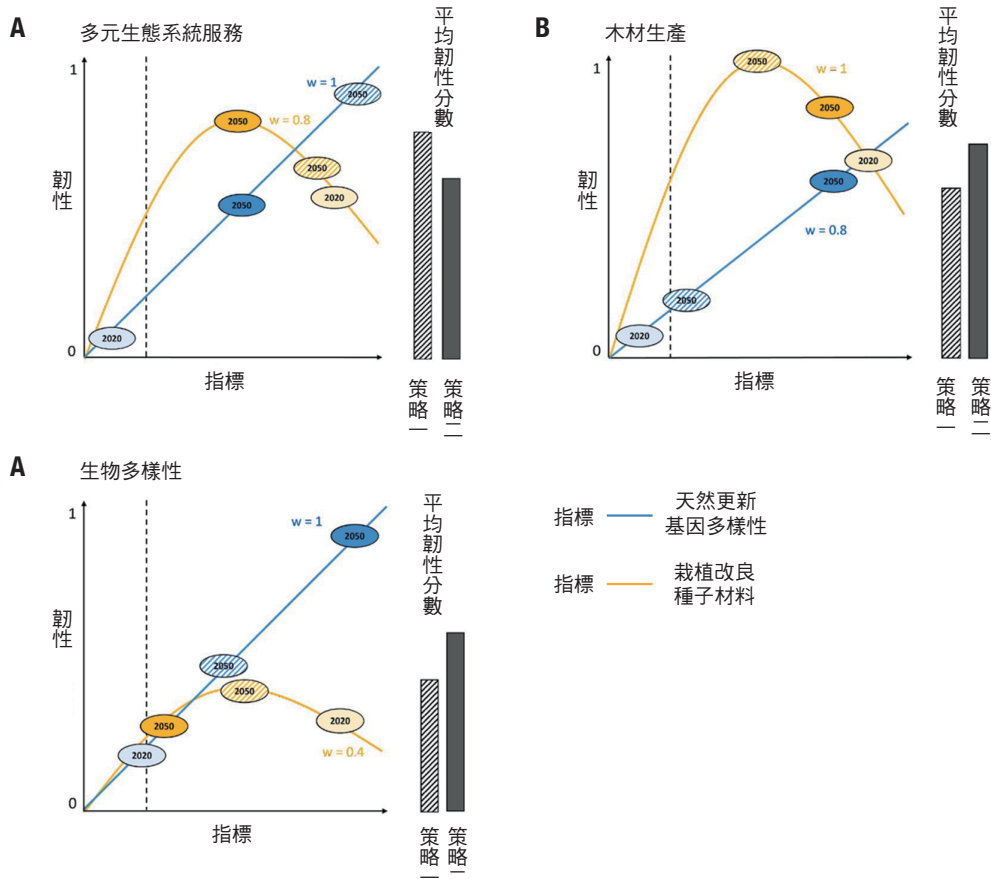 A
多元生態系統服務
1
韌性
0
w = 1
w = 0.8
2050
2050
2050
2050
2020
2020
指標
平均韌性分數
策略一
策略二
B
木材生產
1
韌性
0
w = 1
w = 0.8
2050
2050
2020
2050
2050
2020
指標
平均韌性分數
策略一
策略二
A
生物多樣性
1
韌性
0
w = 1
w = 0.4
2050
2050
2050
2050
2020
2020
指標
平均韌性分數
策略一
策略二
指標
天然更新
基因多樣性
指標
栽植改良
種子材料